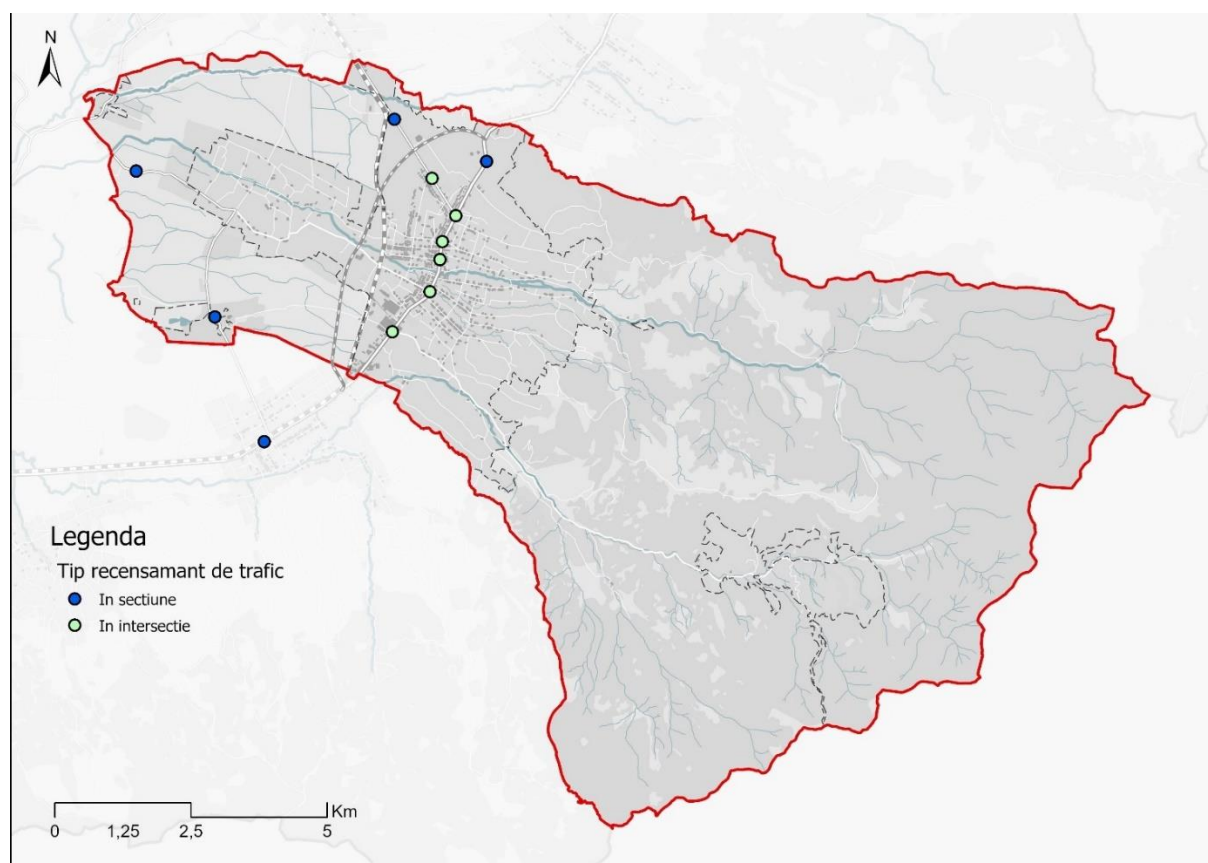 N
Legenda
Tip recensamant de trafic
In sectiune
In intersectie
Km
0 1,25 2,5 5